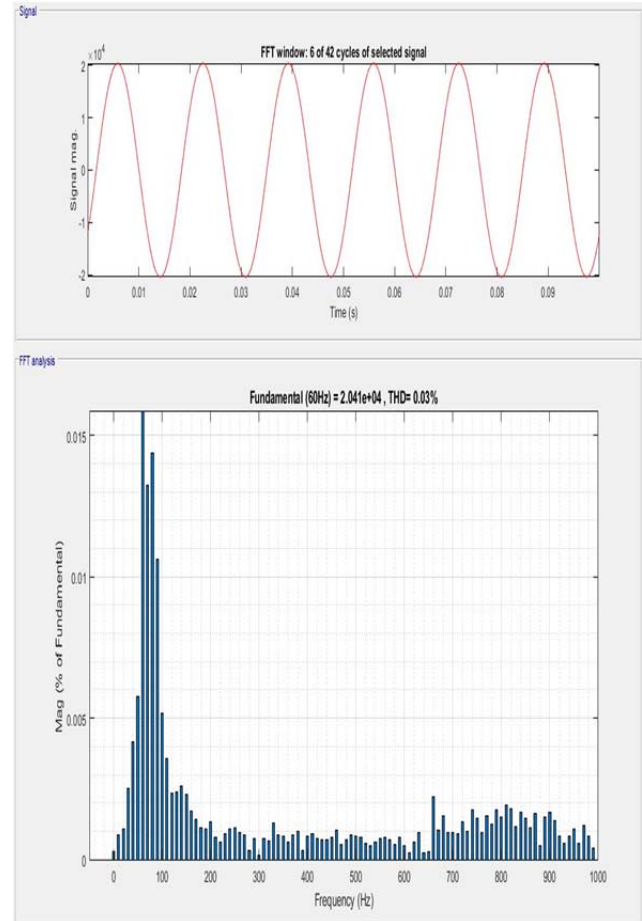 Signal
FFT window: 6 of 42 cycles of selected signal
×10⁴
2
1
0
-1
-2
Signal mag.
0 0.01 0.02 0.03 0.04 0.05 0.06 0.07 0.08 0.09
Time (s)
FFT analysis
Fundamental (60Hz) = 2.041e+04 , THD= 0.03%
0.015
0.01
0.005
0
Mag (% of Fundamental)
0 100 200 300 400 500 600 700 800 900 1000
Frequency (Hz)